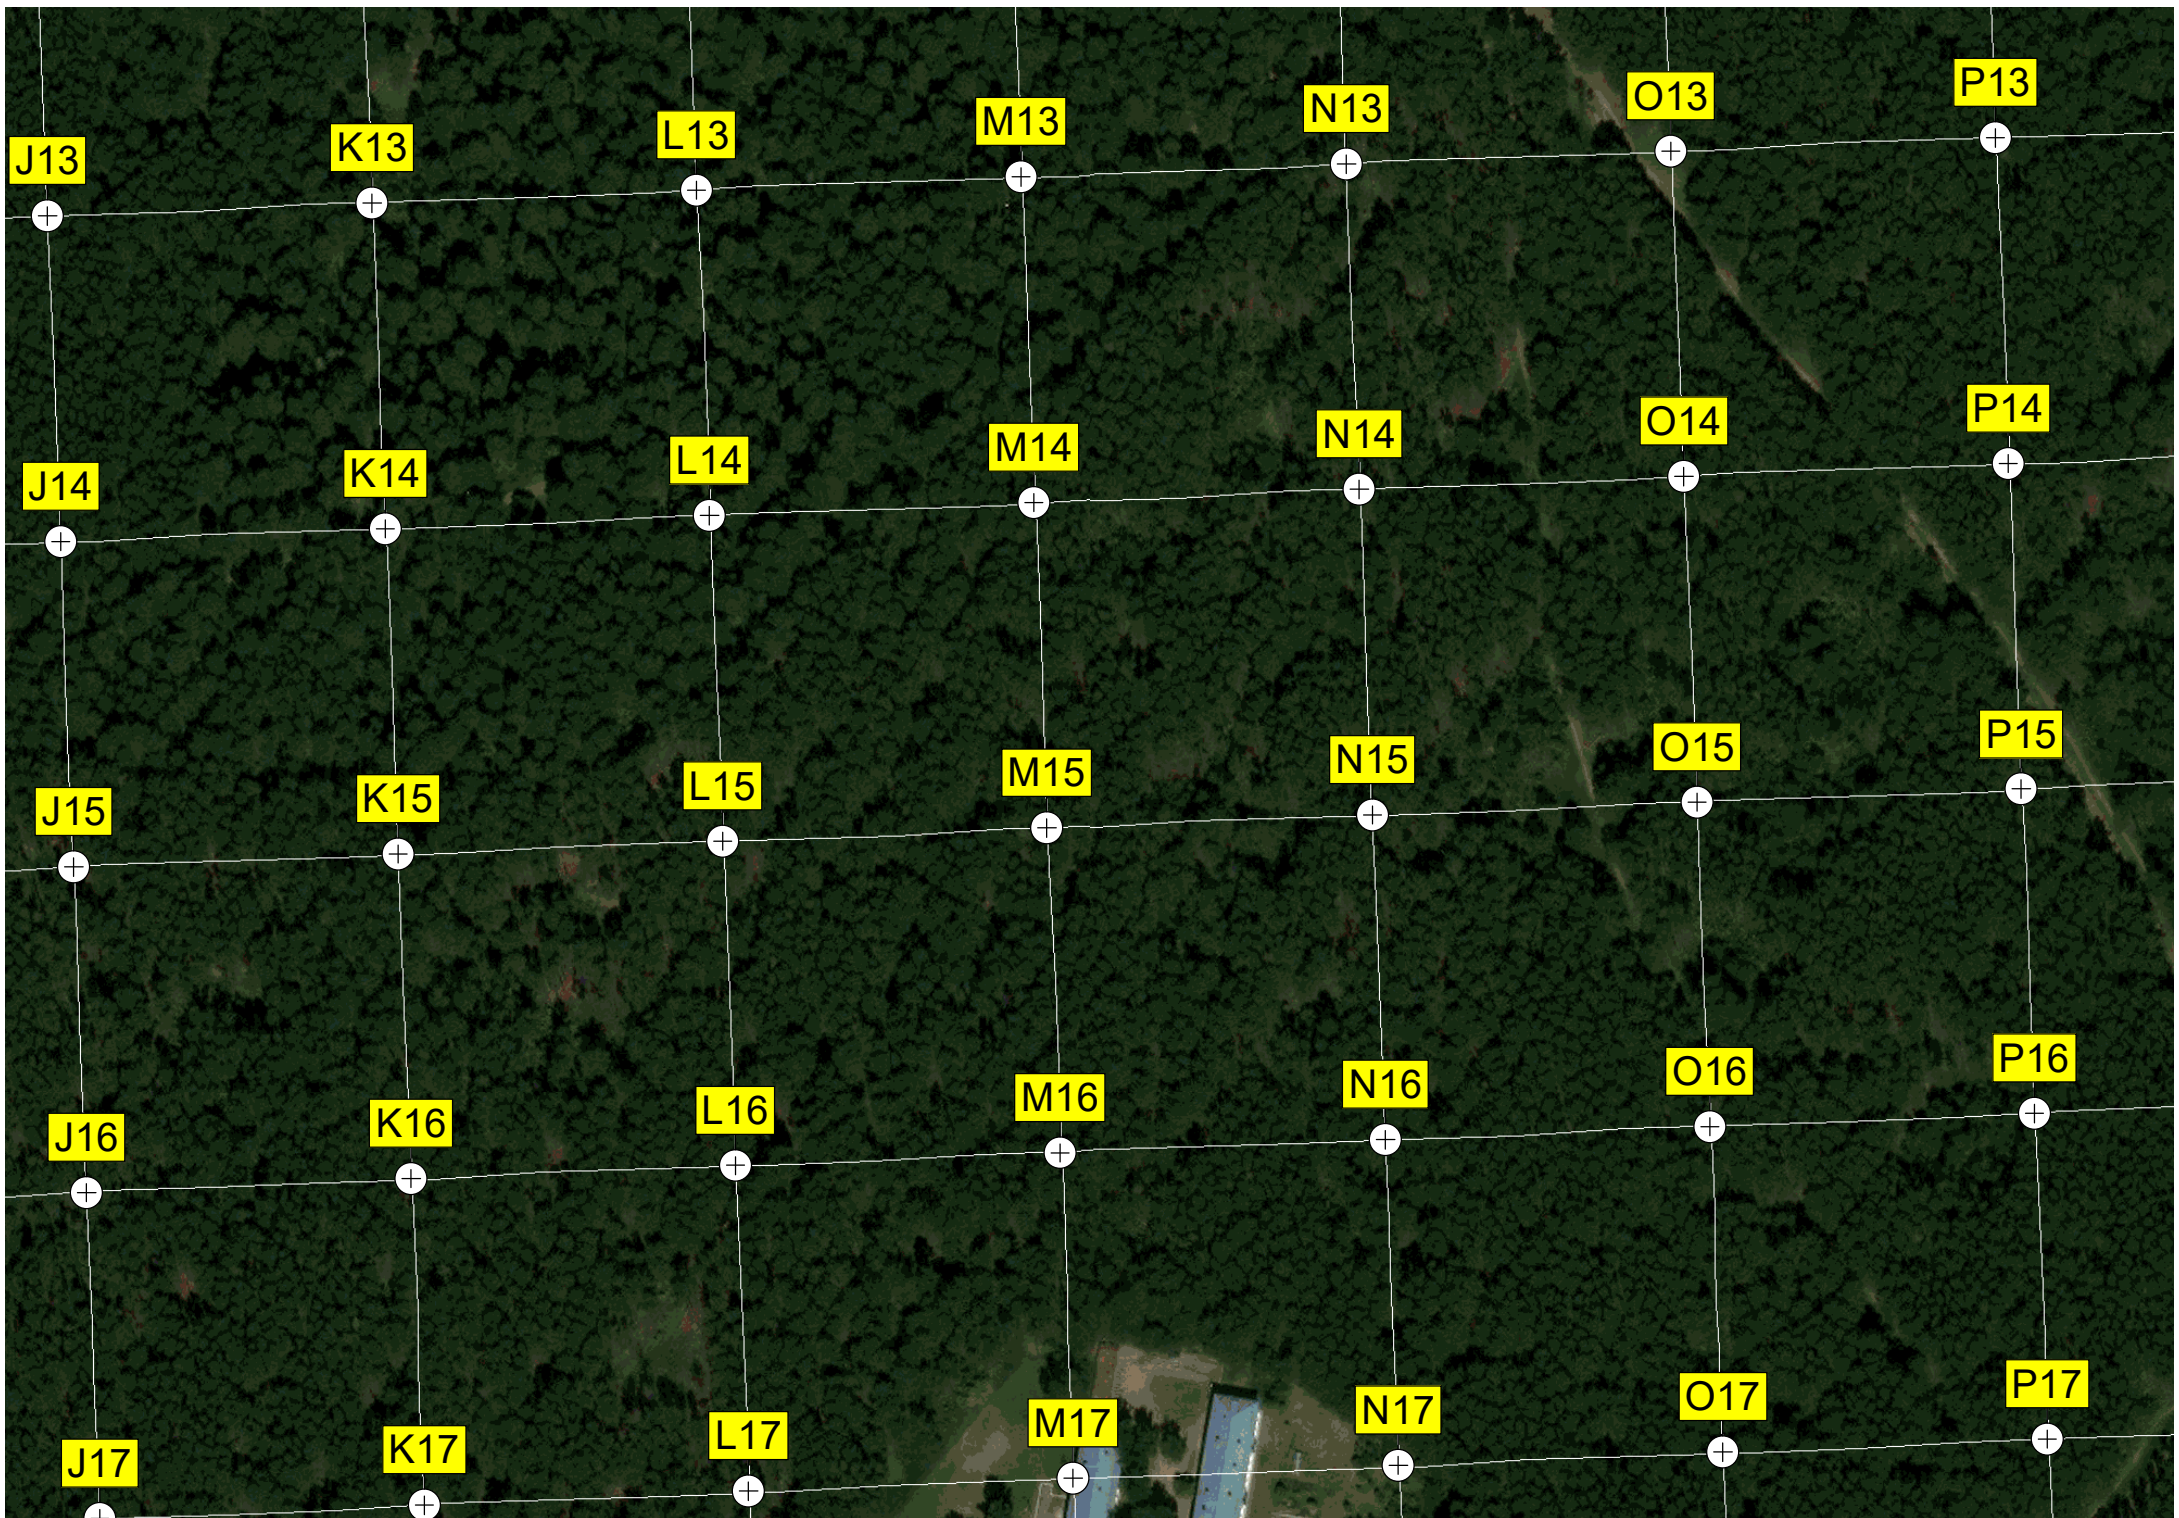 J13 K13 L13 M13 N13 O13 P13
J14 K14 L14 M14 N14 O14 P14
J15 K15 L15 M15 N15 O15 P15
J16 K16 L16 M16 N16 O16 P16
J17 K17 L17 M17 N17 O17 P17